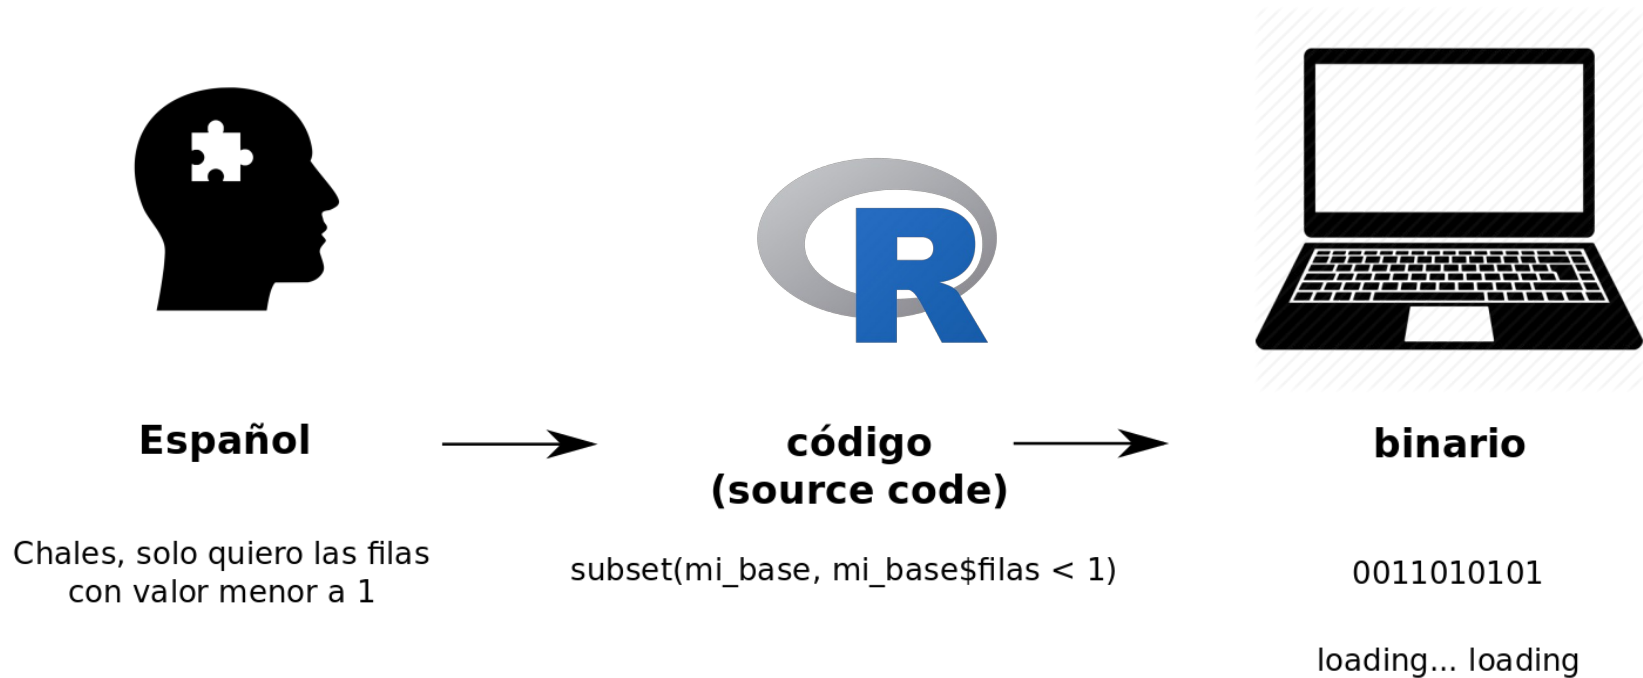 R
Español
código
(source code)
binario
Chales, solo quiero las filas
con valor menor a 1
subset(mi_base, mi_base$filas < 1)
0011010101
loading... loading